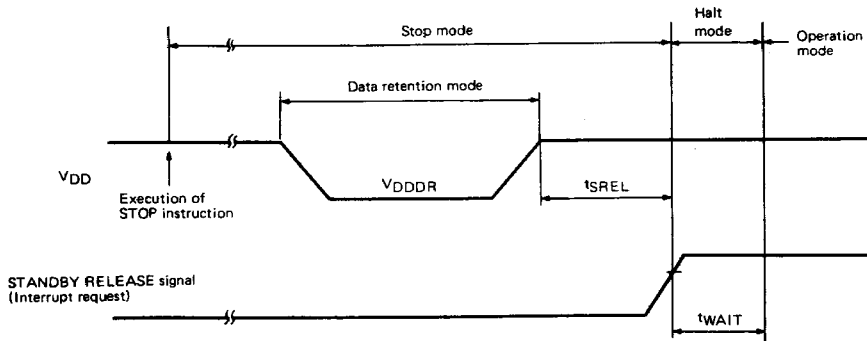 Stop mode
Halt
mode
Operation
mode
Data retention mode
VDD
VDDDR
tSREL
Execution of
STOP instruction
STANDBY RELEASE signal
(Interrupt request)
tWAIT